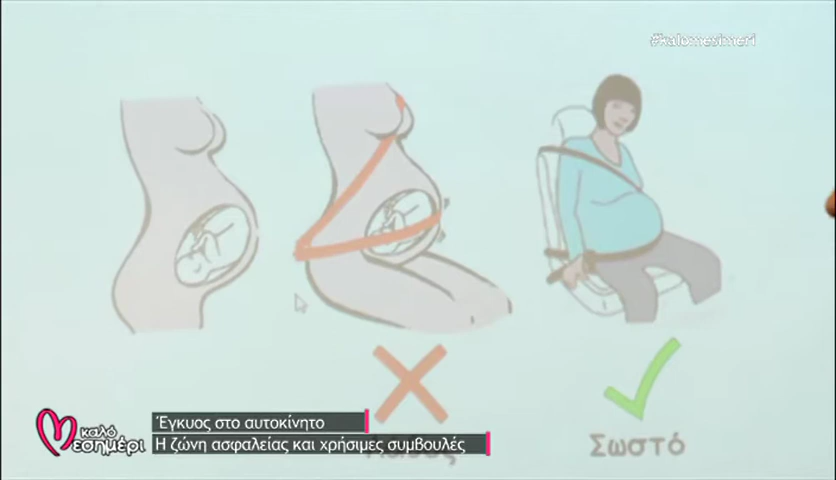 #kalomesimeri
Έγκυος στο αυτοκίνητο
καλό
μεσημέρι
Η ζώνη ασφαλείας και χρήσιμες συμβουλές
Σωστό